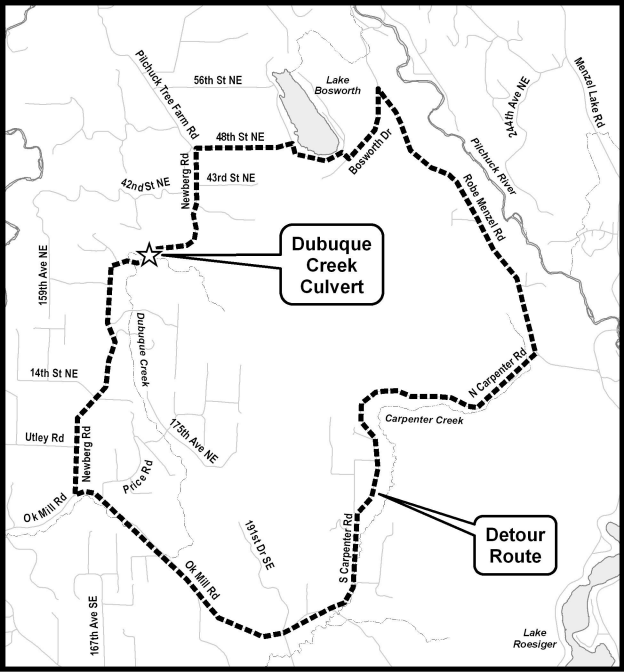 Pilchuck Tree Farm Rd
56th St NE
Lake
Bosworth
Menzel Lake Rd
244th Ave NE
48th St NE
Bosworth Dr
Pilchuck River
Newberg Rd
42nd St NE
43rd St NE
Robe Menzel Rd
Dubuque
Creek
Culvert
159th Ave NE
Dubuque Creek
14th St NE
N Carpenter Rd
Carpenter Creek
175th Ave NE
Utley Rd
Newberg Rd
Price Rd
Ok Mill Rd
Detour
Route
191st Dr SE
S Carpenter Rd
Ok Mill Rd
167th Ave SE
Lake
Roesiger